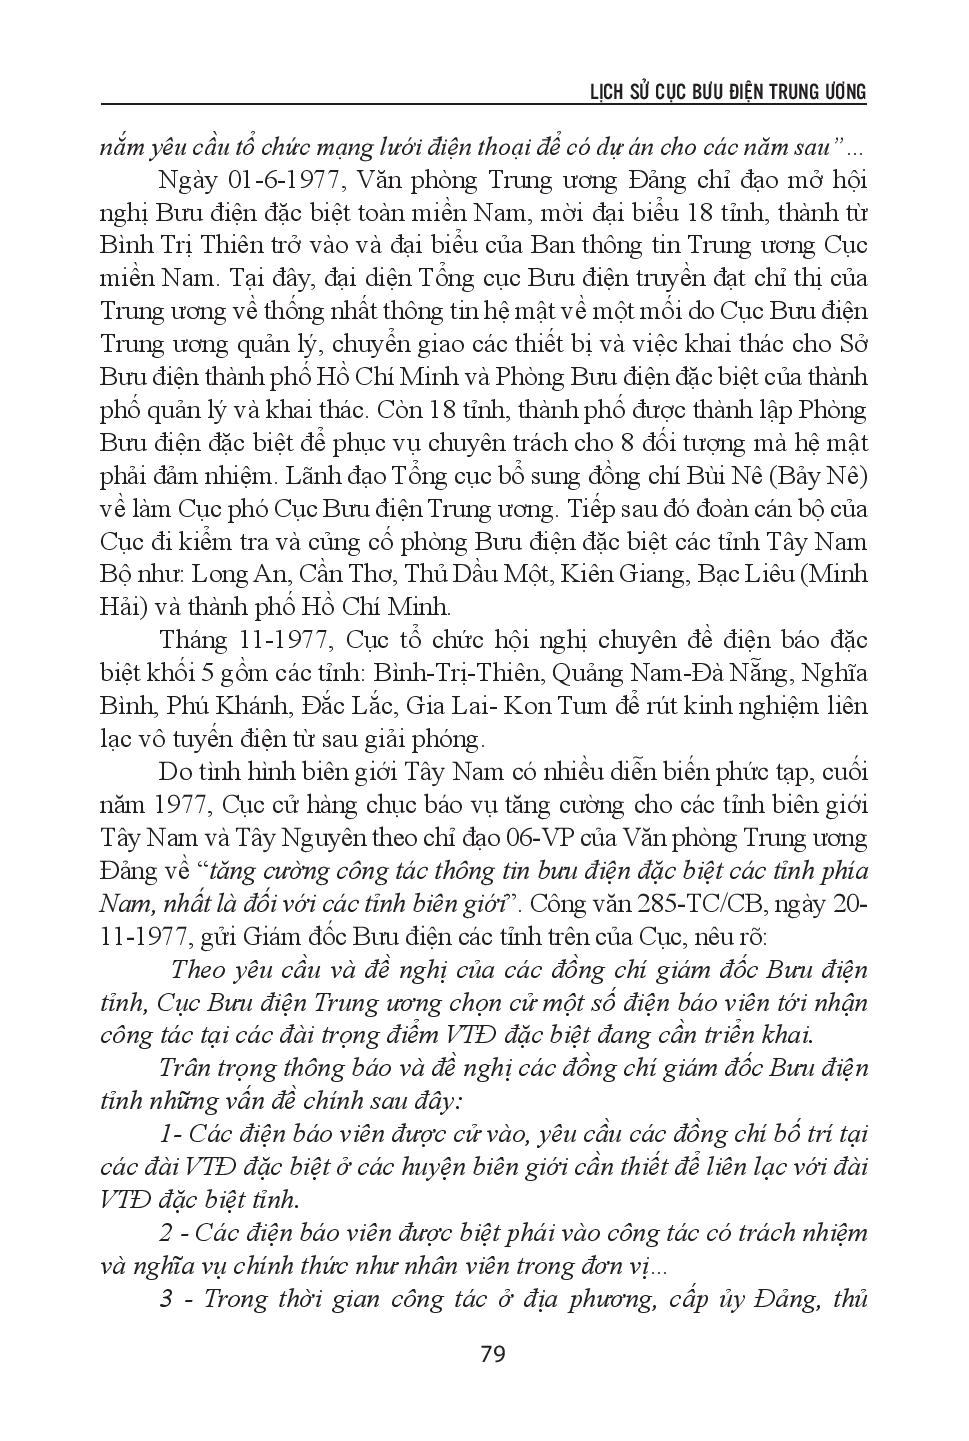 LỊCH SỬ CỤC BƯU ĐIỆN TRUNG ƯƠNG
nắm yêu cầu tổ chức mạng lưới điện thoại để có dự án cho các năm sau”...
Ngày 01-6-1977, Văn phòng Trung ương Đảng chỉ đạo mở hội
nghị Bưu điện đặc biệt toàn miền Nam, mời đại biểu 18 tỉnh, thành từ
Bình Trị Thiên trở vào và đại biểu của Ban thông tin Trung ương Cục
miền Nam. Tại đây, đại diện Tổng cục Bưu điện truyền đạt chỉ thị của
Trung ương về thống nhất thông tin hệ mật về một mối do Cục Bưu điện
Trung ương quản lý, chuyển giao các thiết bị và việc khai thác cho Sở
Bưu điện thành phố Hồ Chí Minh và Phòng Bưu điện đặc biệt của thành
phố quản lý và khai thác. Còn 18 tỉnh, thành phố được thành lập Phòng
Bưu điện đặc biệt để phục vụ chuyên trách cho 8 đối tượng mà hệ mật
phải đảm nhiệm. Lãnh đạo Tổng cục bổ sung đồng chí Bùi Nê (Bảy Nê)
về làm Cục phó Cục Bưu điện Trung ương. Tiếp sau đó đoàn cán bộ của
Cục đi kiểm tra và củng cố phòng Bưu điện đặc biệt các tỉnh Tây Nam
Bộ như: Long An, Cần Thơ, Thủ Dầu Một, Kiên Giang, Bạc Liêu (Minh
Hải) và thành phố Hồ Chí Minh.
Tháng 11-1977, Cục tổ chức hội nghị chuyên đề điện báo đặc
biệt khối 5 gồm các tỉnh: Bình-Trị-Thiên, Quảng Nam-Đà Nẵng, Nghĩa
Bình, Phú Khánh, Đắc Lắc, Gia Lai- Kon Tum để rút kinh nghiệm liên
lạc vô tuyến điện từ sau giải phóng.
Do tình hình biên giới Tây Nam có nhiều diễn biến phức tạp, cuối
năm 1977, Cục cử hàng chục báo vụ tăng cường cho các tỉnh biên giới
Tây Nam và Tây Nguyên theo chỉ đạo 06-VP của Văn phòng Trung ương
Đảng về “tăng cường công tác thông tin bưu điện đặc biệt các tỉnh phía
Nam, nhất là đối với các tỉnh biên giới”. Công văn 285-TC/CB, ngày 20-
11-1977, gửi Giám đốc Bưu điện các tỉnh trên của Cục, nêu rõ:
Theo yêu cầu và đề nghị của các đồng chí giám đốc Bưu điện
tỉnh, Cục Bưu điện Trung ương chọn cử một số điện báo viên tới nhận
công tác tại các đài trọng điểm VTĐ đặc biệt đang cần triển khai.
Trân trọng thông báo và đề nghị các đồng chí giám đốc Bưu điện
tỉnh những vấn đề chính sau đây:
1- Các điện báo viên được cử vào, yêu cầu các đồng chí bố trí tại
các đài VTĐ đặc biệt ở các huyện biên giới cần thiết để liên lạc với đài
VTĐ đặc biệt tỉnh.
2 - Các điện báo viên được biệt phái vào công tác có trách nhiệm
và nghĩa vụ chính thức như nhân viên trong đơn vị...
3 - Trong thời gian công tác ở địa phương, cấp ủy Đảng, thủ
79